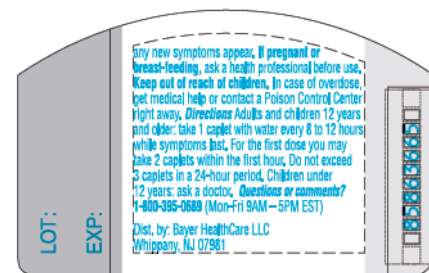 any new symptoms appear. If pregnant or
breast-feeding, ask a health professional before use.
Keep out of reach of children. In case of overdose,
get medical help or contact a Poison Control Center
right away. Directions Adults and children 12 years
and older: take 1 caplet with water every 8 to 12 hours
while symptoms last. For the first dose you may
take 2 caplets within the first hour. Do not exceed
3 caplets in a 24-hour period. Children under
12 years: ask a doctor. Questions or comments?
1-800-395-0689 (Mon-Fri 9AM – 5PM EST)
Dist. by: Bayer HealthCare LLC
Whippany, NJ 07981
LOT:
EXP:
85863665